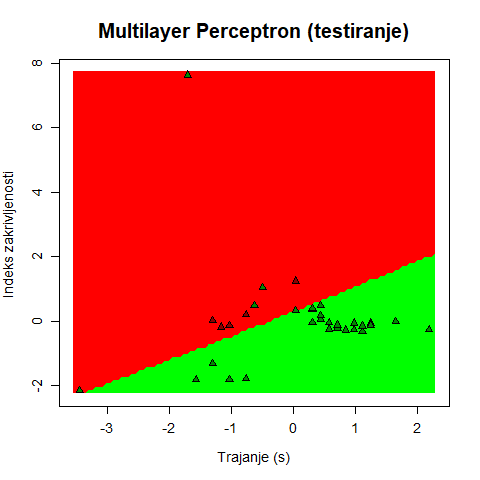 Multilayer Perceptron (testiranje)
Indeks zakrivljenosti
8
6
4
2
0
-2
-3 -2 -1 0 1 2
Trajanje (s)